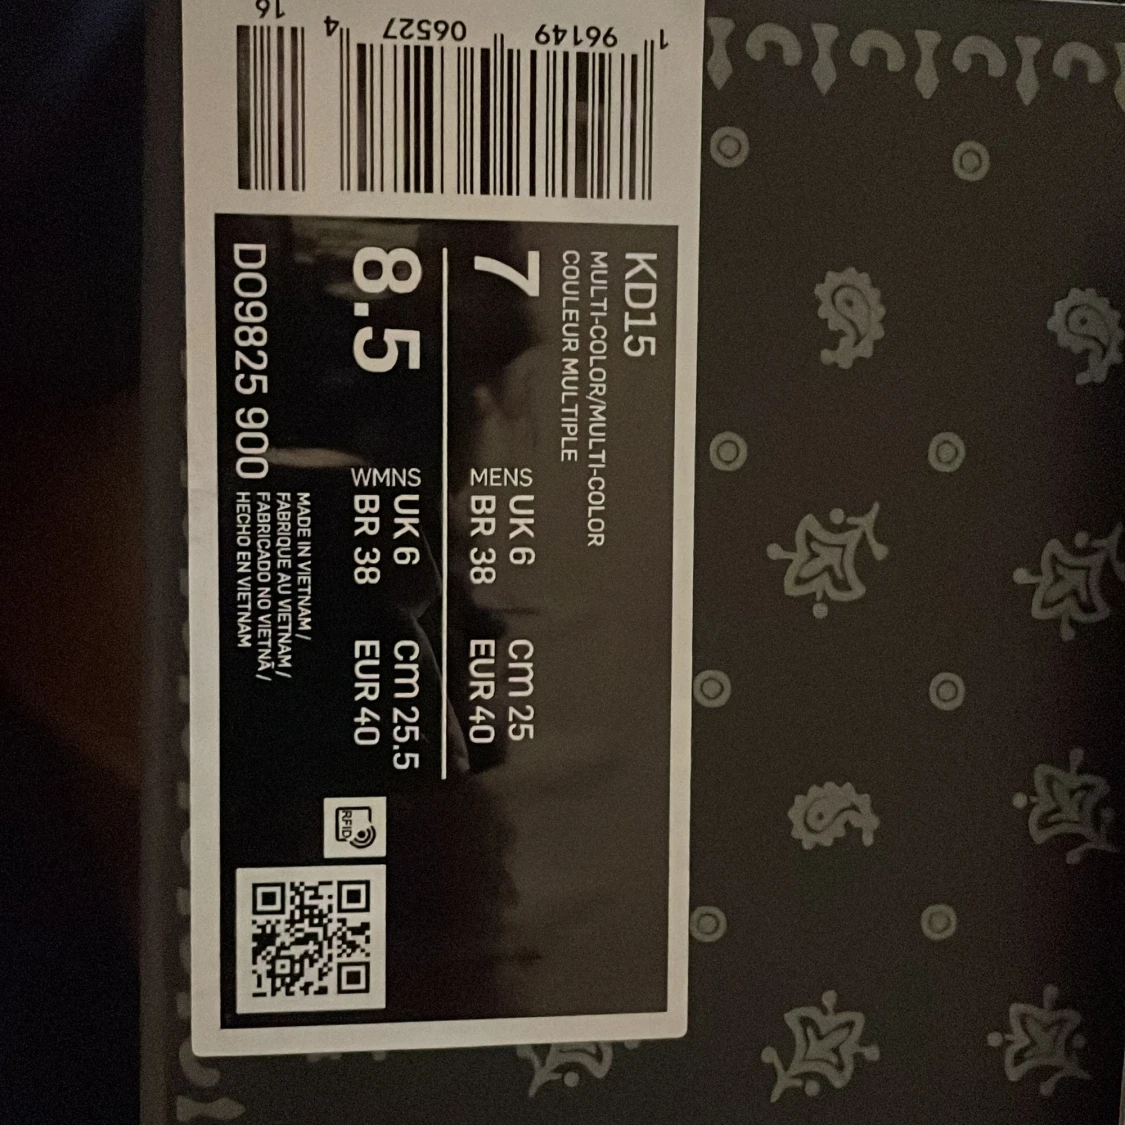 KD15
MULTI-COLOR/MULTI-COLOR
COULEUR MULTIPLE
7
MENS
UK 6
cm 25
BR 38
EUR 40
8.5
WMNS
UK 6
cm 25.5
BR 38
EUR 40
DO9825 900
MADE IN VIETNAM/
FABRIQUE AU VIETNAM/
FABRICADO NO VIETNÃ/
HECHO EN VIETNAM
RFID
1 96149 06527 4
16